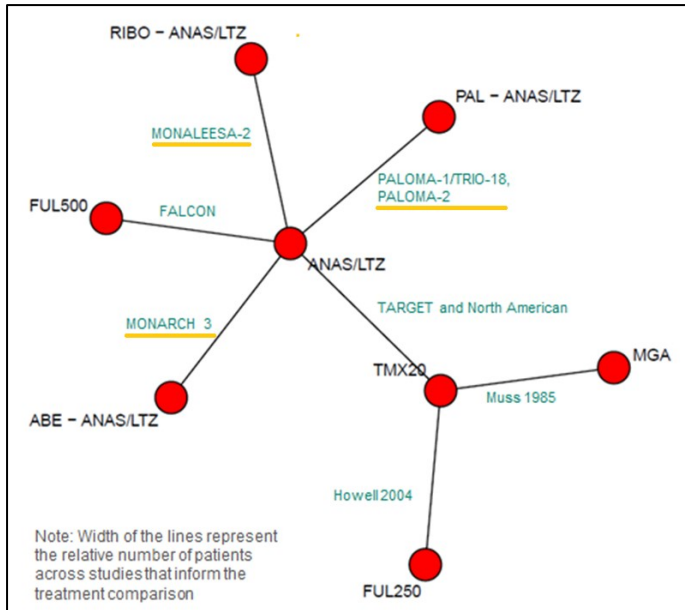 RIBO – ANAS/LTZ
PAL – ANAS/LTZ
MONALEESA-2
PALOMA-1/TRIO-18,
PALOMA-2
FUL500
FALCON
ANAS/LTZ
TARGET and North American
MONARCH 3
MGA
TMX20
Muss 1985
ABE – ANAS/LTZ
Howell 2004
Note: Width of the lines represent
the relative number of patients
across studies that inform the
treatment comparison
FUL250